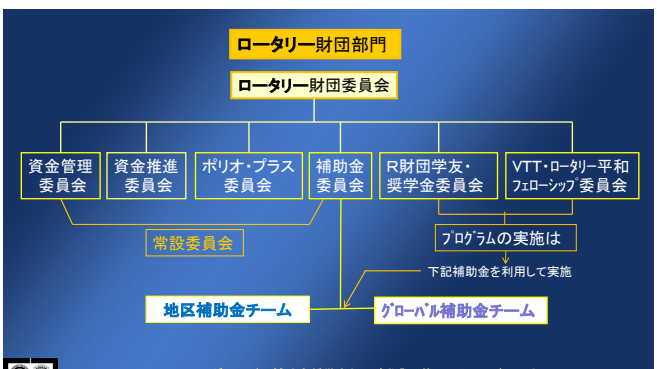 ロータリー財団部門
ロータリー財団委員会
資金管理
委員会
資金推進
委員会
ポリオ・プラス
委員会
補助金
委員会
R財団学友・
奨学金委員会
VTT・ロータリー平和
フェローシップ委員会
常設委員会
プログラムの実施は
下記補助金を利用して実施
地区補助金チーム
グローバル補助金チーム